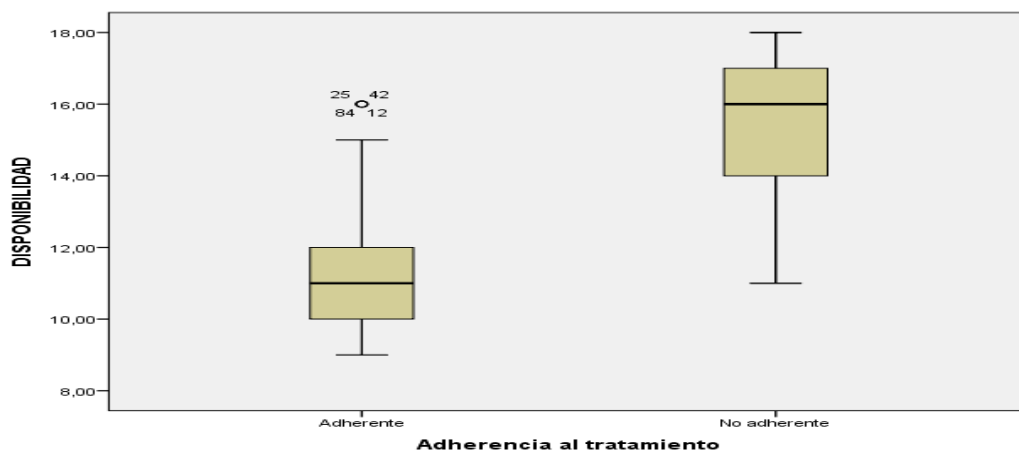 DISPONIBILIDAD
18,00
16,00
14,00
12,00
10,00
8,00
25 42
84 12
Adherente No adherente
Adherencia al tratamiento